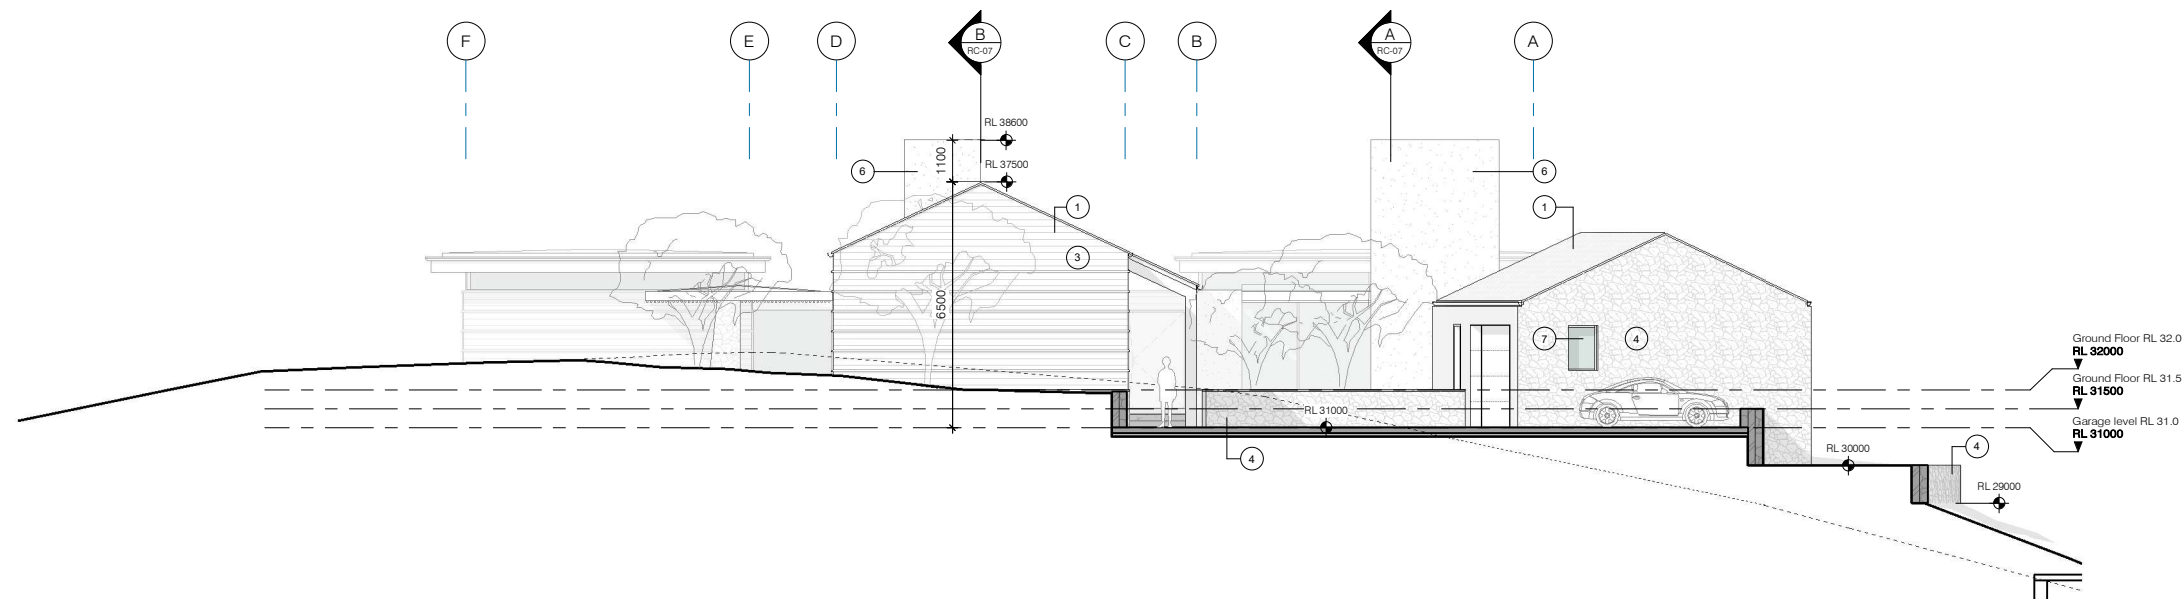 F
E
D
B
RC-07
C
B
A
RC-07
A
RL 38600
1100
RL 37500
6
6
1
1
3
6500
7
4
Ground Floor RL 32.0
RL 32000
Ground Floor RL 31.5
RL 31500
RL 31000
Garage level RL 31.0
RL 31000
4
RL 30000
4
RL 29000